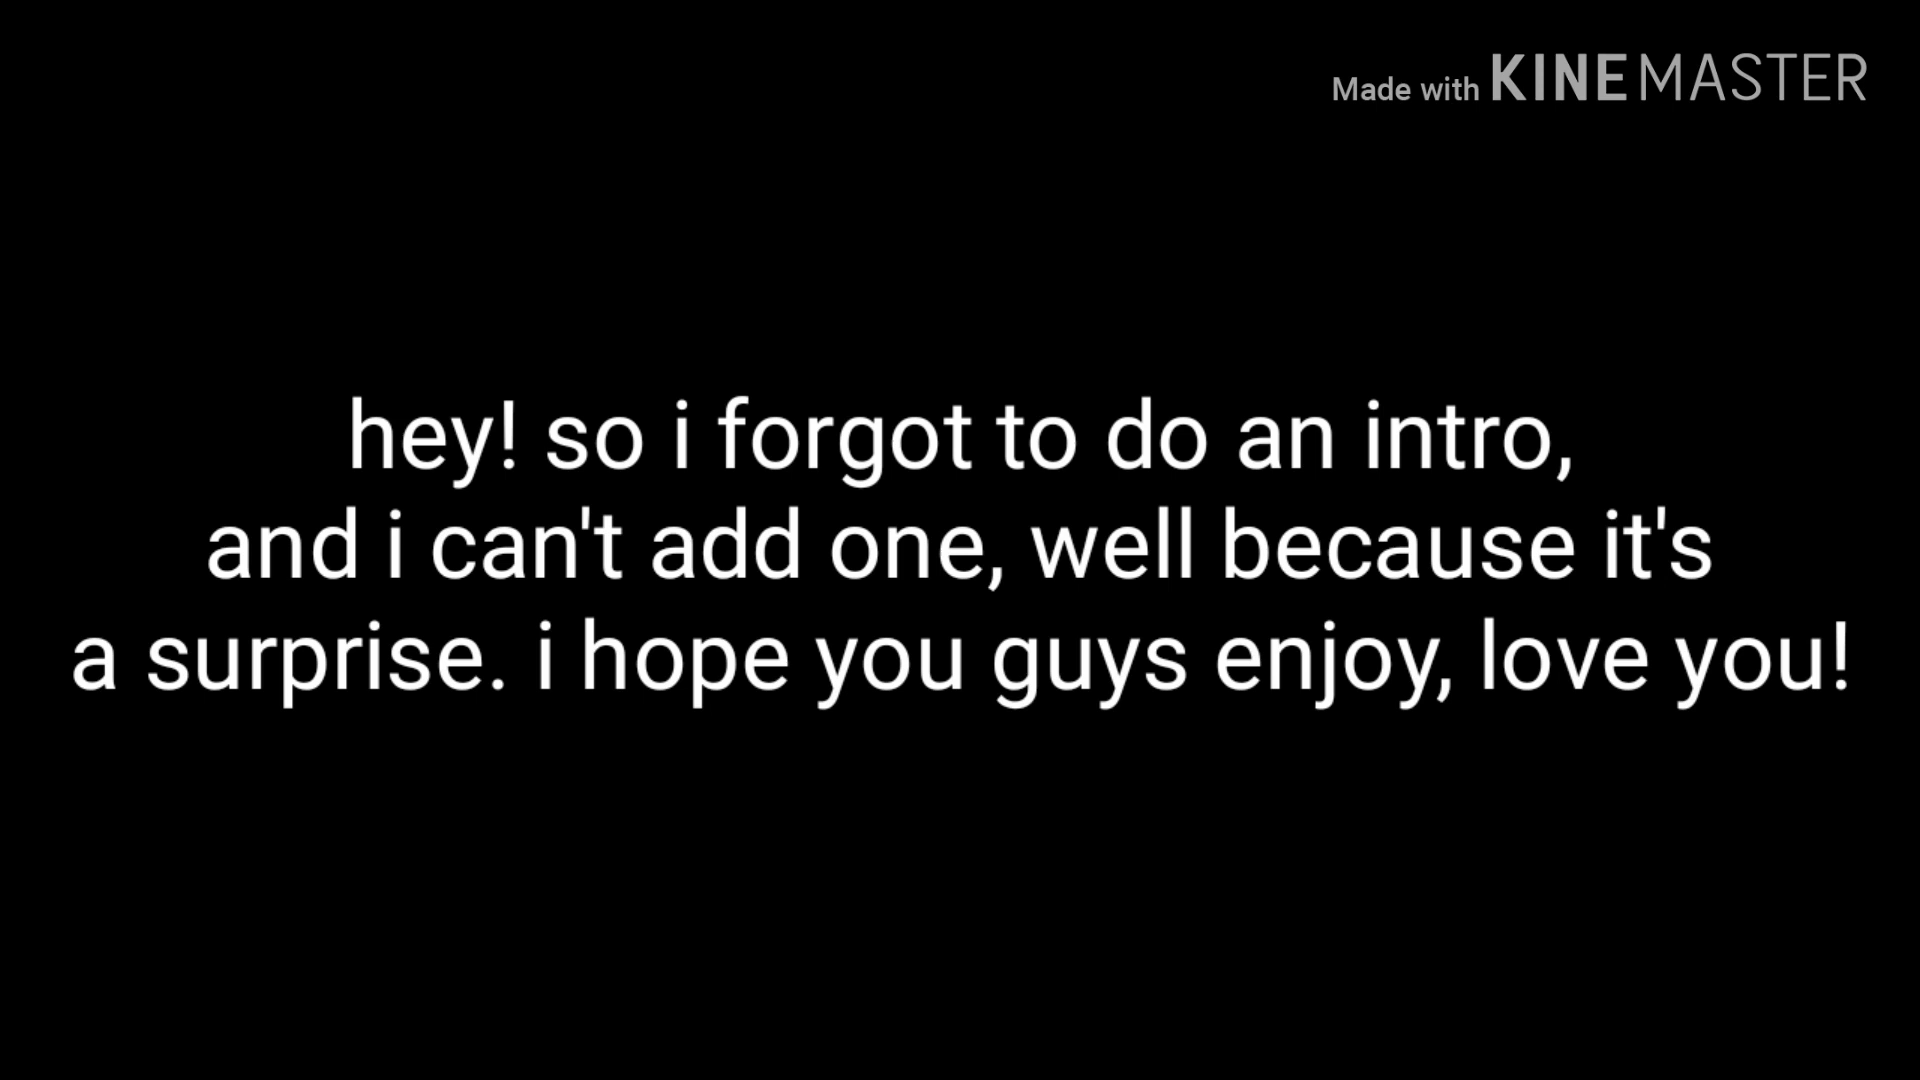 Made with KINEMASTER
hey! so i forgot to do an intro,
and i can't add one, well because it's
a surprise. i hope you guys enjoy, love you!